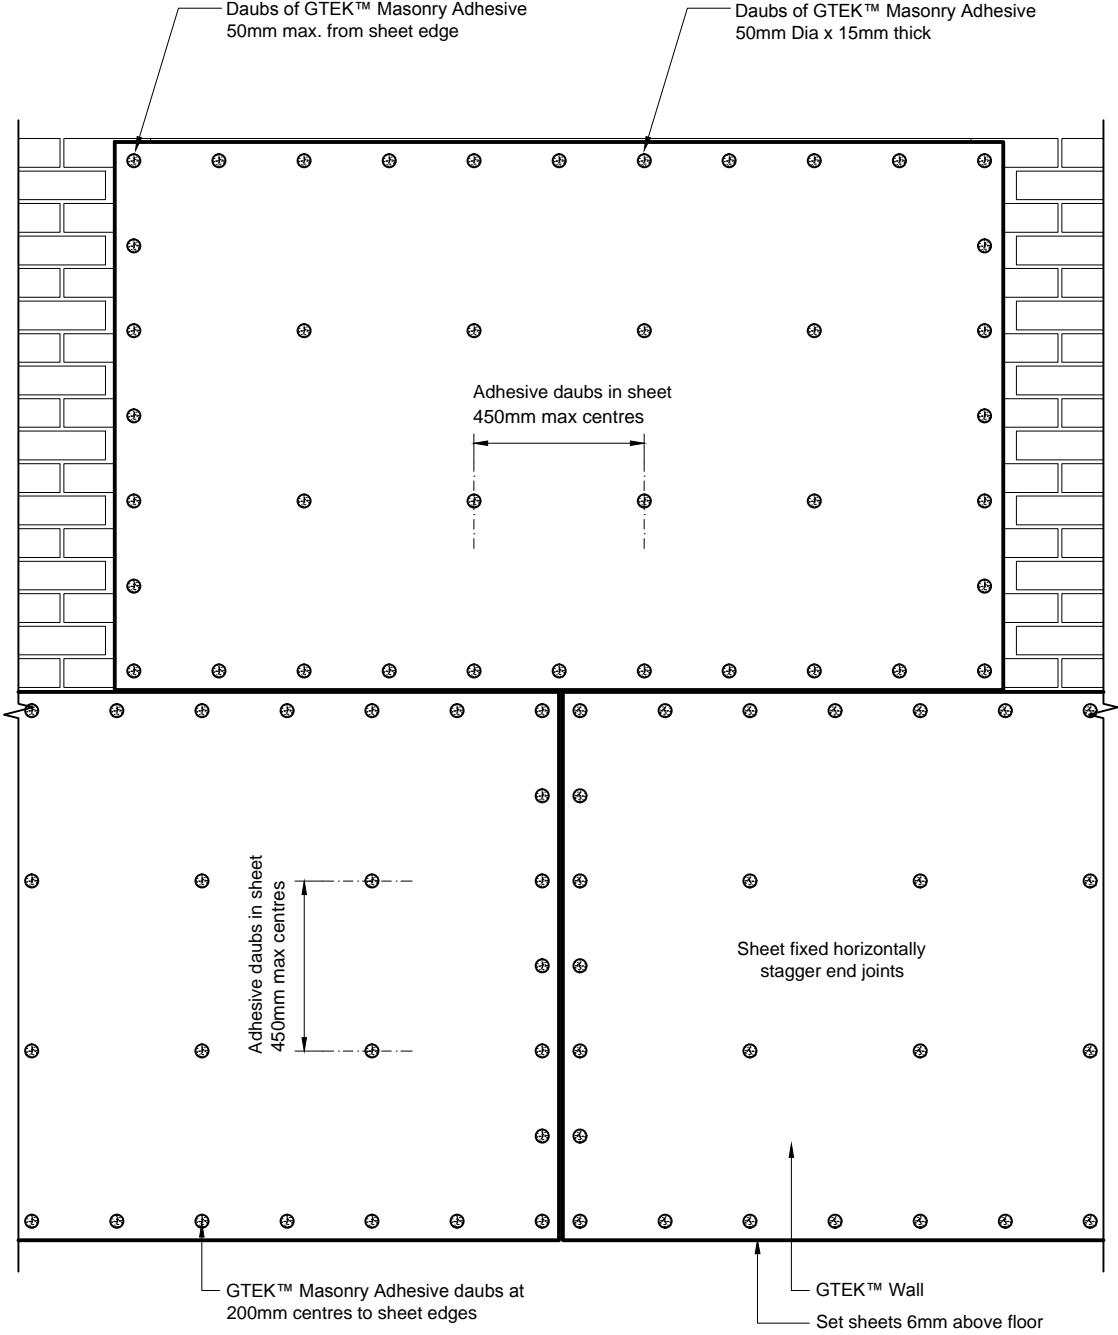 Daubs of GTEK™ Masonry Adhesive
50mm max. from sheet edge
Daubs of GTEK™ Masonry Adhesive
50mm Dia x 15mm thick
Adhesive daubs in sheet
450mm max centres
Adhesive daubs in sheet
450mm max centres
Sheet fixed horizontally
stagger end joints
GTEK™ Masonry Adhesive daubs at
200mm centres to sheet edges
GTEK™ Wall
Set sheets 6mm above floor